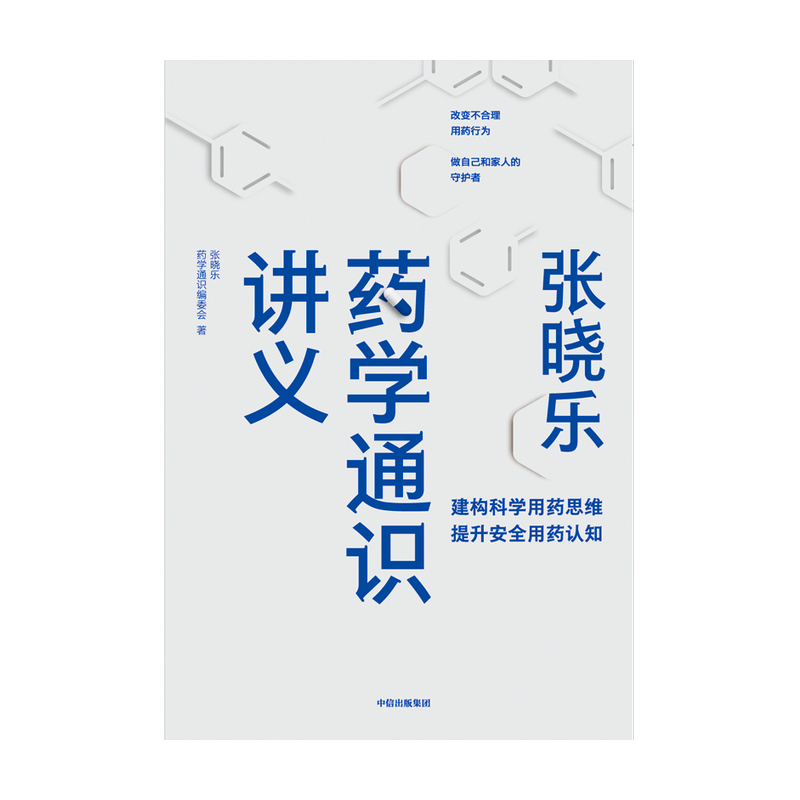 改变不合理
用药行为
做自己和家人的
守护者
张晓乐
药学通识
讲义
张晓乐
药学通识编委会 著
建构科学用药思维
提升安全用药认知
中信出版集团